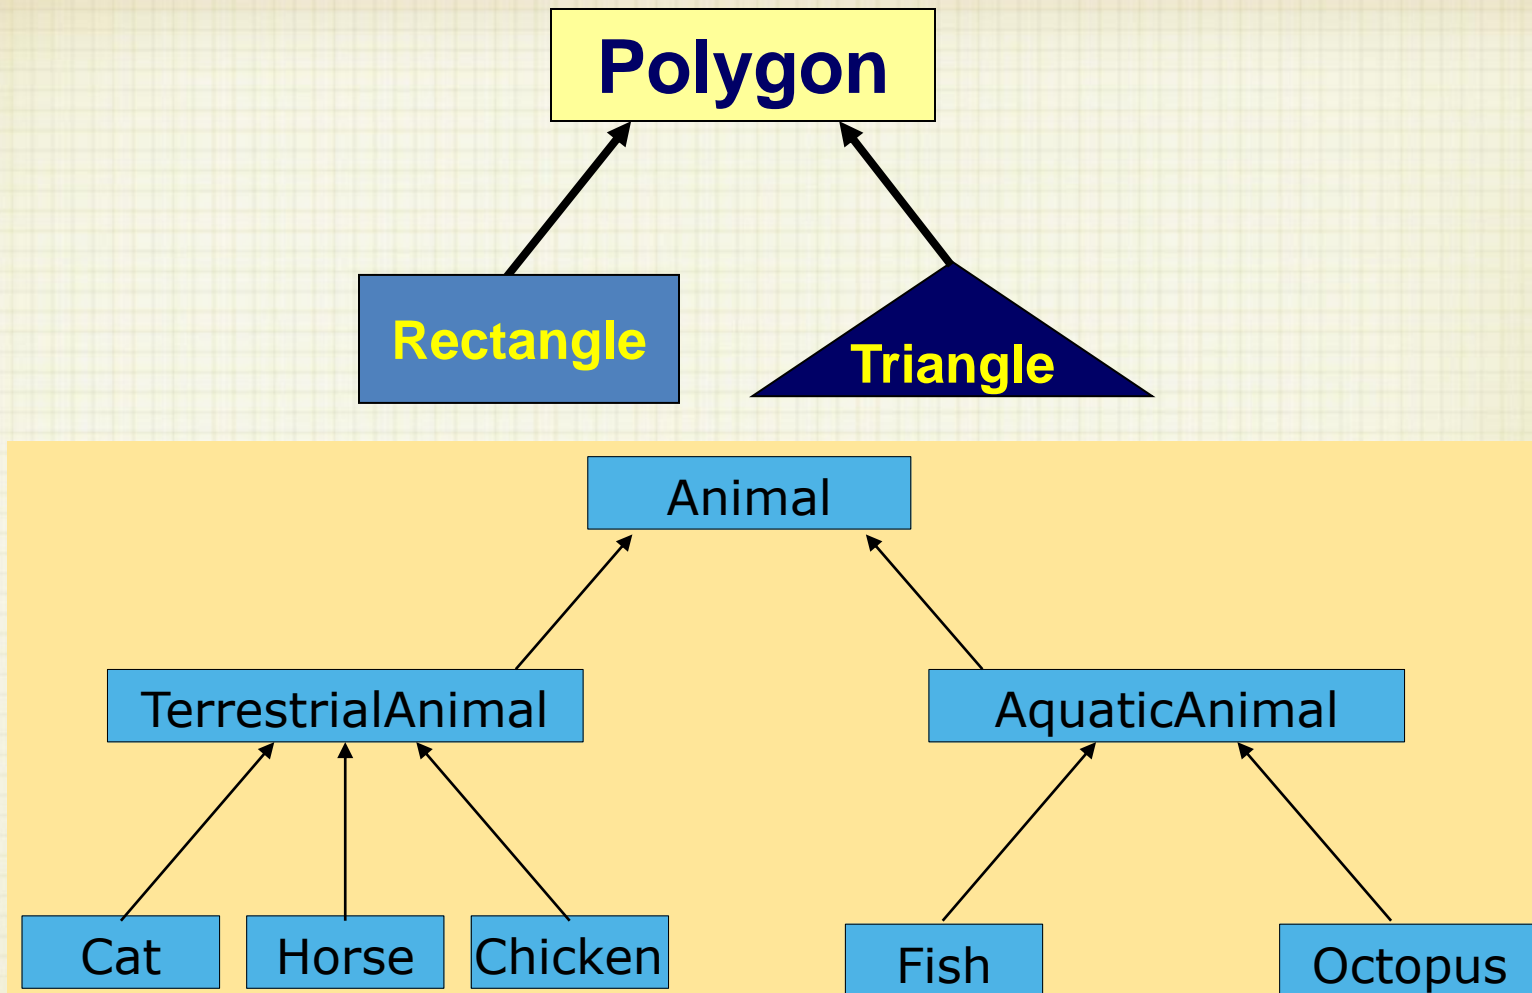 Polygon
Rectangle
Triangle
Animal
TerrestrialAnimal
AquaticAnimal
Cat
Horse
Chicken
Fish
Octopus